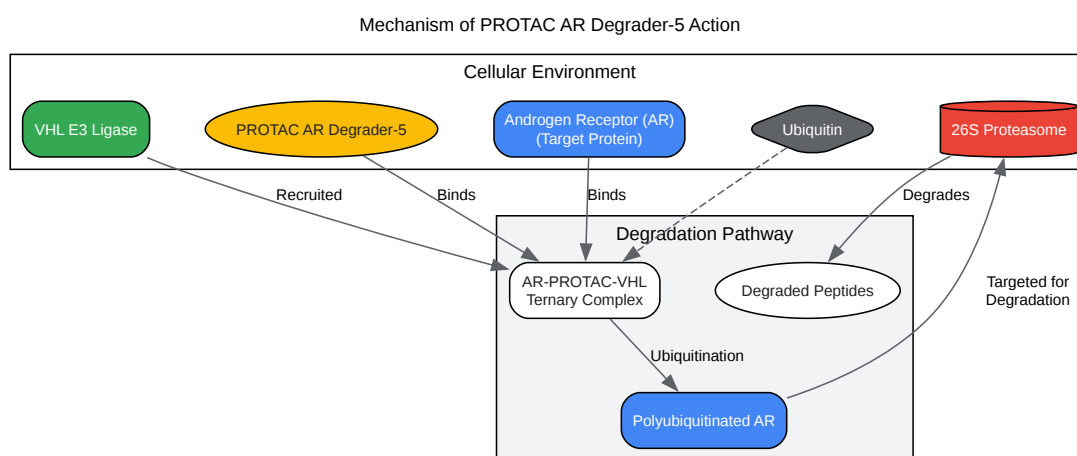 Mechanism of PROTAC AR Degrader-5 Action
Cellular Environment
VHL E3 Ligase
PROTAC AR Degrader-5
Androgen Receptor (AR)
(Target Protein)
Ubiquitin
26S Proteasome
Recruited
Binds
Binds
Degrades
Degradation Pathway
AR-PROTAC-VHL
Ternary Complex
Degraded Peptides
Targeted for
Degradation
Ubiquitination
Polyubiquitinated AR